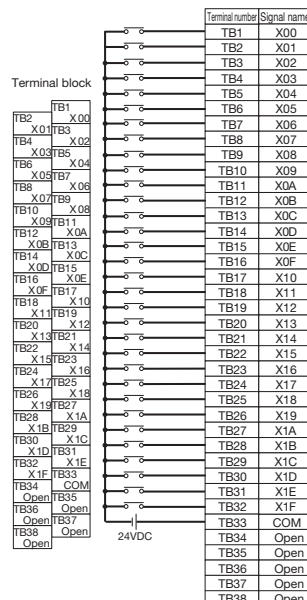 Terminal block
TB1
X00
TB2
X01
TB3
X02
TB4
X03
TB5
X04
TB6
X05
TB7
X06
TB8
X07
TB9
X08
TB10
X09
TB11
X0A
TB12
X0B
TB13
X0C
TB14
X0D
TB15
X0E
TB16
X0F
TB17
X10
TB18
X11
TB19
X12
TB20
X13
TB21
X14
TB22
X15
TB23
X16
TB24
X17
TB25
X18
TB26
X19
TB27
X1A
TB28
X1B
TB29
X1C
TB30
X1D
TB31
X1E
TB32
X1F
TB33
COM
TB34
Open
TB35
Open
TB36
Open
TB37
Open
TB38
Open
24VDC
Terminal number Signal name
TB1 X00
TB2 X01
TB3 X02
TB4 X03
TB5 X04
TB6 X05
TB7 X06
TB8 X07
TB9 X08
TB10 X09
TB11 X0A
TB12 X0B
TB13 X0C
TB14 X0D
TB15 X0E
TB16 X0F
TB17 X10
TB18 X11
TB19 X12
TB20 X13
TB21 X14
TB22 X15
TB23 X16
TB24 X17
TB25 X18
TB26 X19
TB27 X1A
TB28 X1B
TB29 X1C
TB30 X1D
TB31 X1E
TB32 X1F
TB33 COM
TB34 Open
TB35 Open
TB36 Open
TB37 Open
TB38 Open